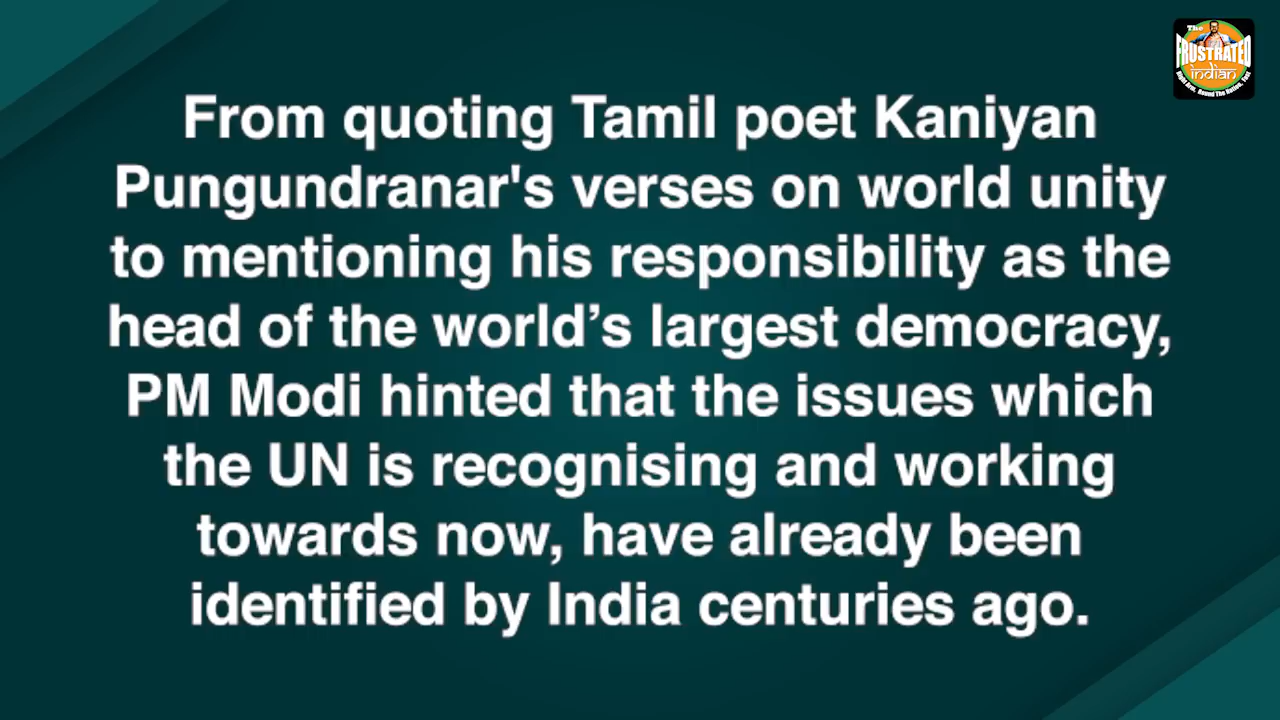 The
FRUSTRATED
indian
From quoting Tamil poet Kaniyan
Pungundranar's verses on world unity
to mentioning his responsibility as the
head of the world’s largest democracy,
PM Modi hinted that the issues which
the UN is recognising and working
towards now, have already been
identified by India centuries ago.